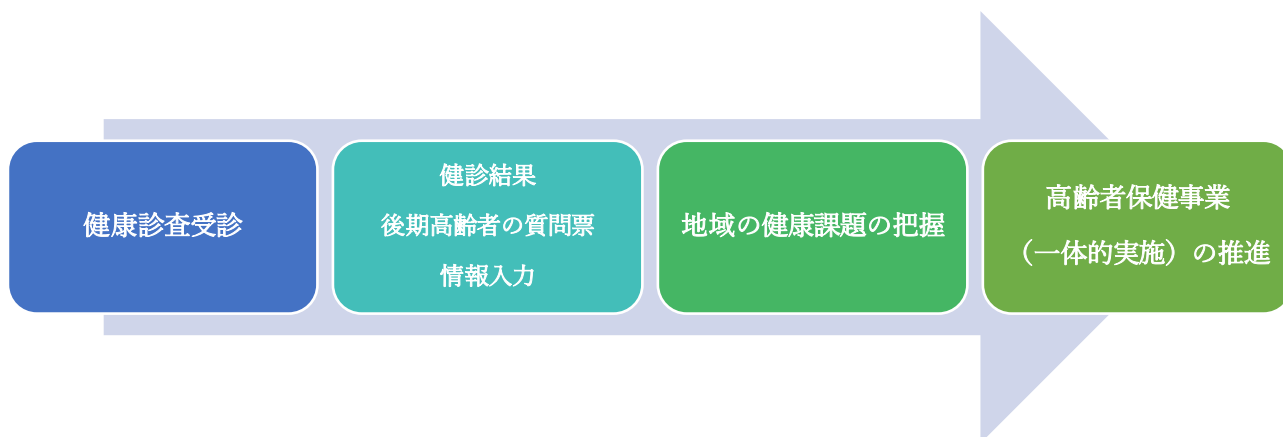 健康診査受診
健診結果
後期高齢者の質問票
情報入力
地域の健康課題の把握
高齢者保健事業
（一体的実施）の推進